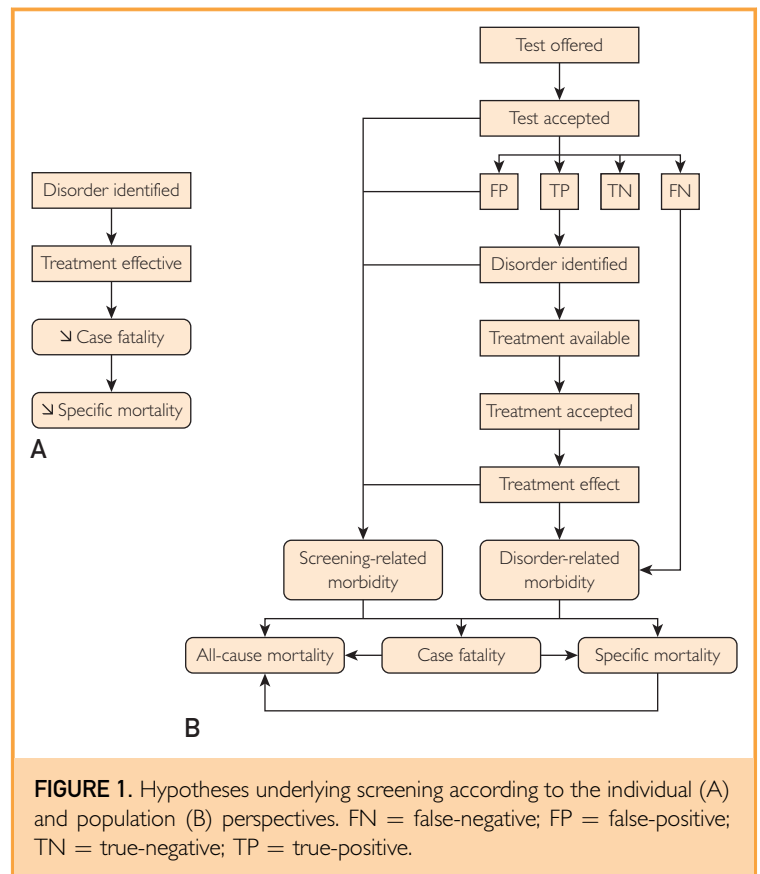 Disorder identified
Treatment effective
↘ Case fatality
↘ Specific mortality
A
Test offered
Test accepted
FP
TP
TN
FN
Disorder identified
Treatment available
Treatment accepted
Treatment effect
Screening-related
morbidity
Disorder-related
morbidity
All-cause mortality
Case fatality
Specific mortality
B
FIGURE 1. Hypotheses underlying screening according to the individual (A)
and population (B) perspectives. FN = false-negative; FP = false-positive;
TN = true-negative; TP = true-positive.